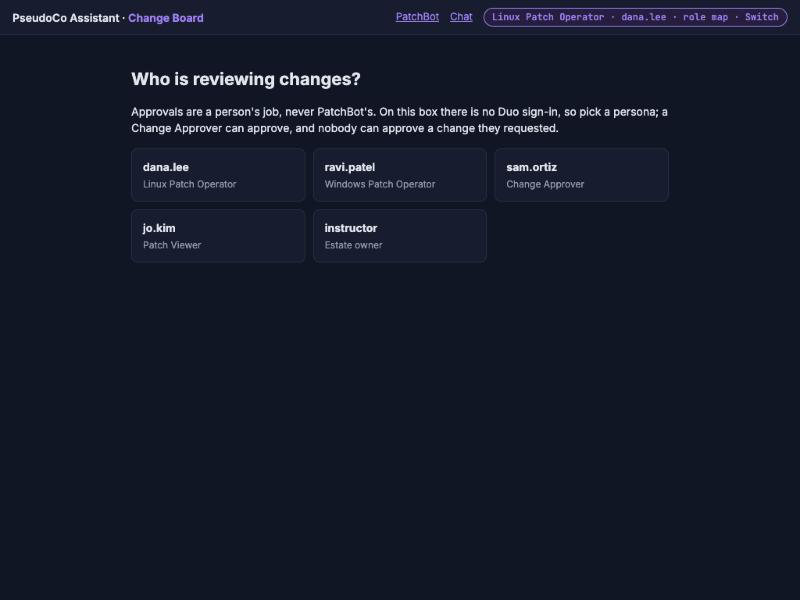 PseudoCo Assistant · Change Board
PatchBot Chat Linux Patch Operator · dana.lee · role map · Switch
Who is reviewing changes?
Approvals are a person's job, never PatchBot's. On this box there is no Duo sign-in, so pick a persona; a
Change Approver can approve, and nobody can approve a change they requested.
dana.lee
Linux Patch Operator
ravi.patel
Windows Patch Operator
sam.ortiz
Change Approver
jo.kim
Patch Viewer
instructor
Estate owner